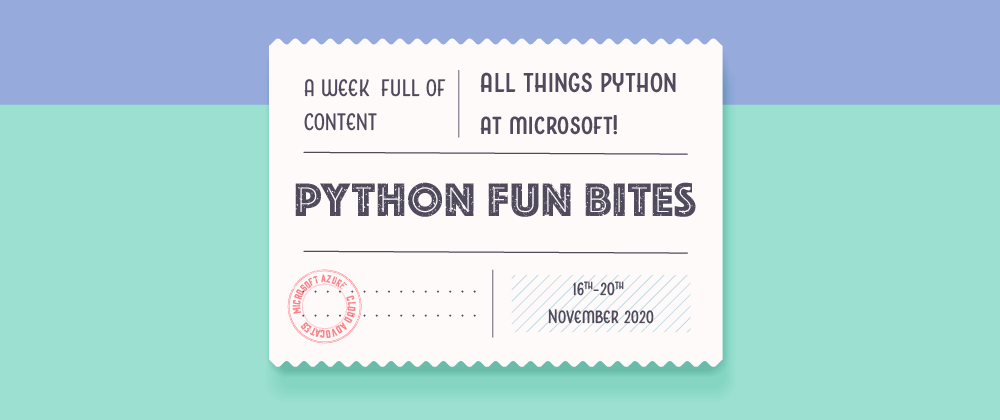 A WEEK FULL OF
CONTENT
ALL THINGS PYTHON
AT MICROSOFT!
PYTHON FUN BITES
MICROSOFT AZURE CLOUD ADVOCATES
16TH-20TH
NOVEMBER 2020